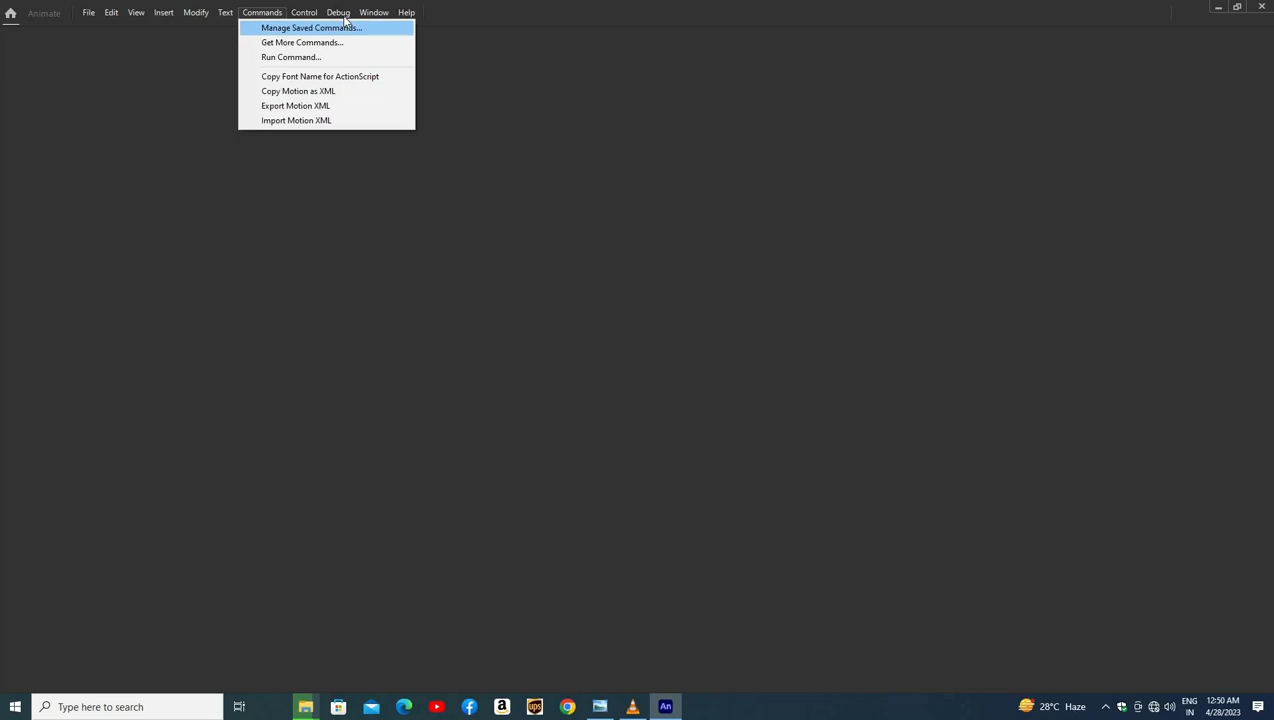 Animate File Edit View Insert Modify Text Commands Control Debug Window Help
Manage Saved Commands...
Get More Commands...
Run Command...
Copy Font Name for ActionScript
Copy Motion as XML
Export Motion XML
Import Motion XML
Type here to search
ups
An
28°C Haze
ENG
IN
12:50 AM
4/28/2023